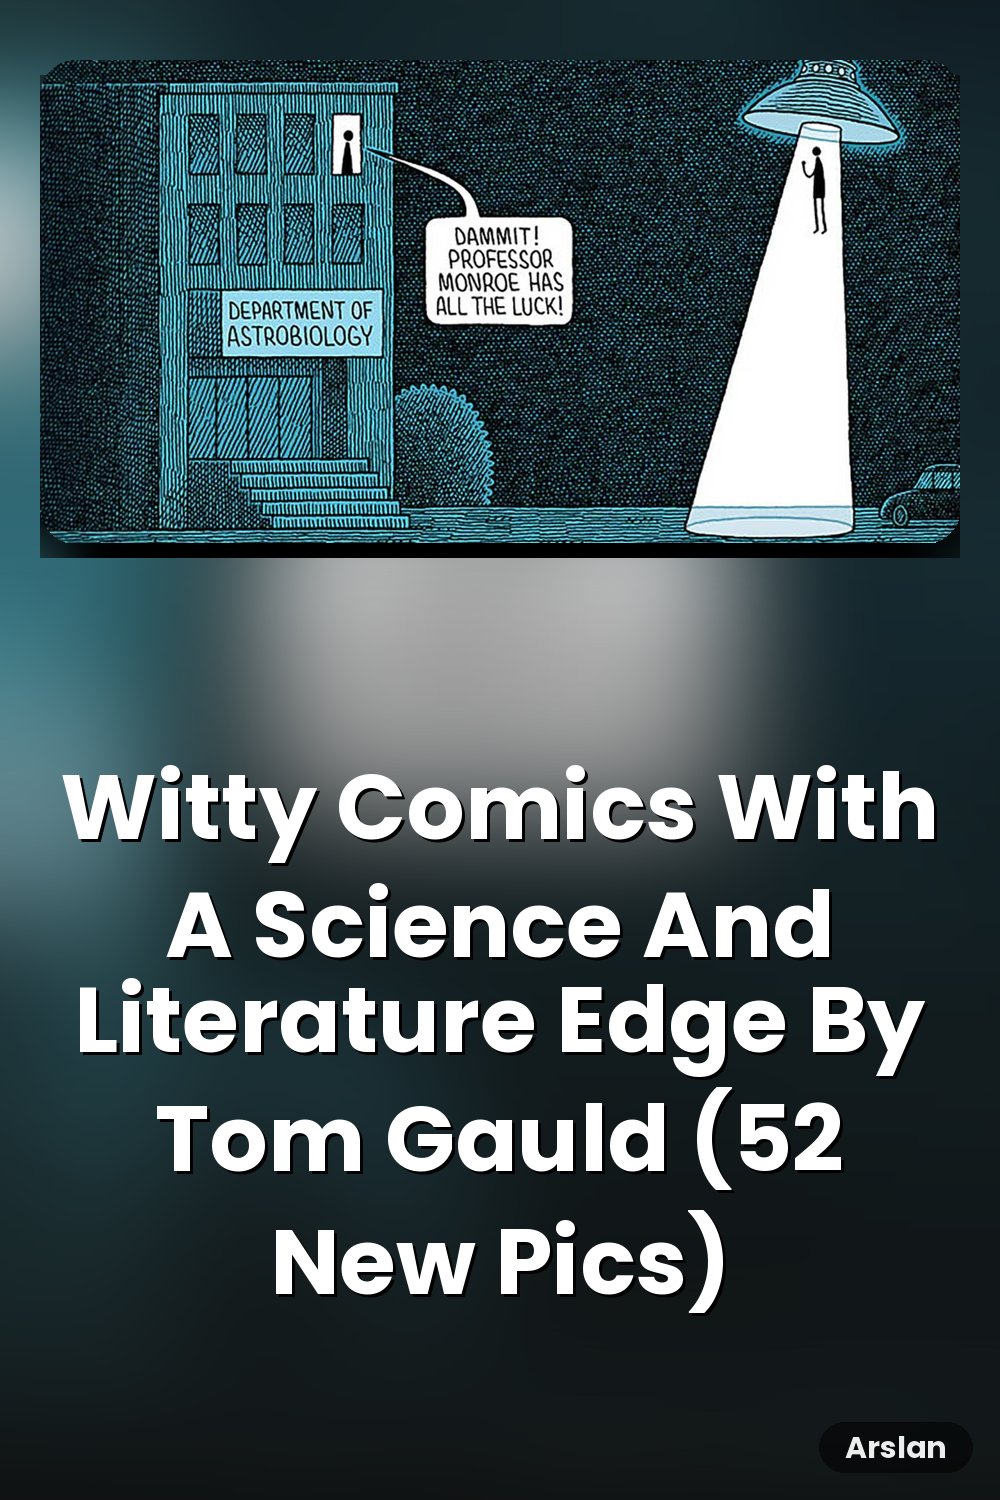 DAMMIT!
PROFESSOR
MONROE HAS
ALL THE LUCK!
DEPARTMENT OF
ASTROBIOLOGY
Witty Comics With
A Science And
Literature Edge By
Tom Gauld (52
New Pics)
Arslan